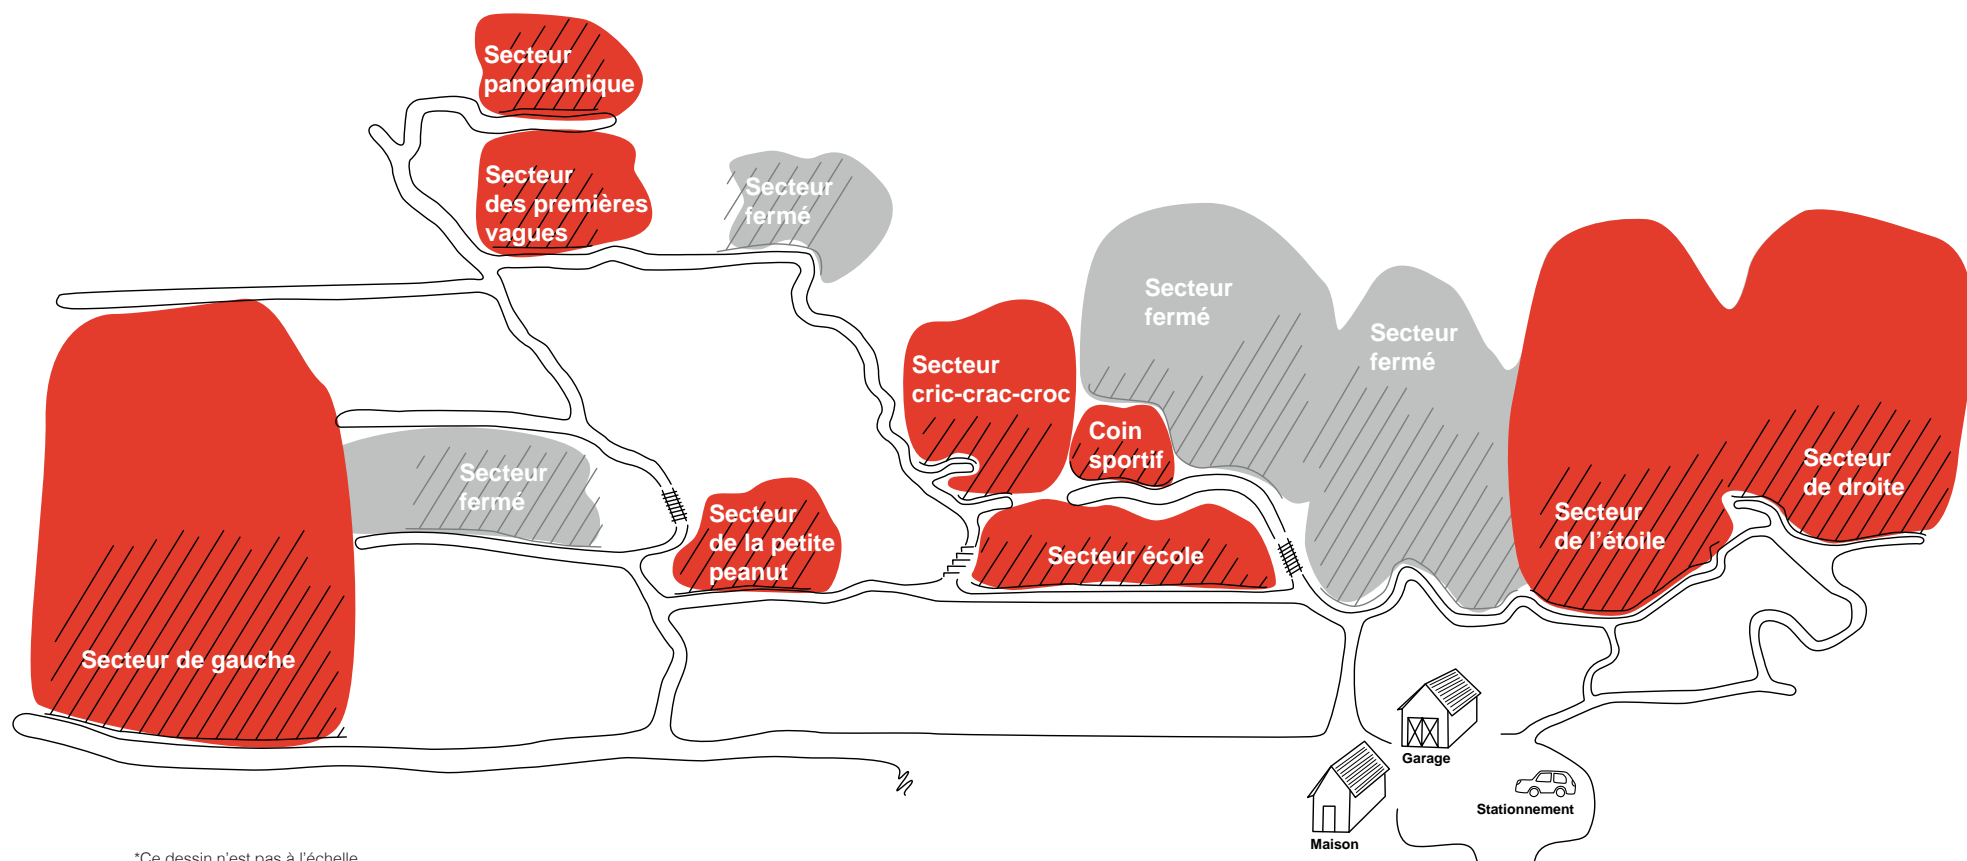 Secteur
panoramique
Secteur
des premières
vagues
Secteur
fermé
Secteur
fermé
Secteur
fermé
Secteur
cric-crac-croc
Coin
sportif
Secteur
de droite
Secteur
fermé
Secteur
de la petite
peanut
Secteur école
Secteur
de l'étoile
Secteur de gauche
Garage
Stationnement
Maison
*Ce dessin n'est pas à l'échelle